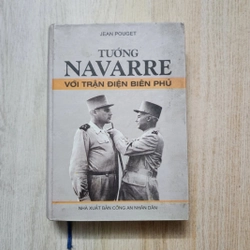 JEAN POUGET
TƯỚNG
NAVARRE
VỚI TRẬN ĐIỆN BIÊN PHỦ
NHÀ XUẤT BẢN CÔNG AN NHÂN DÂN